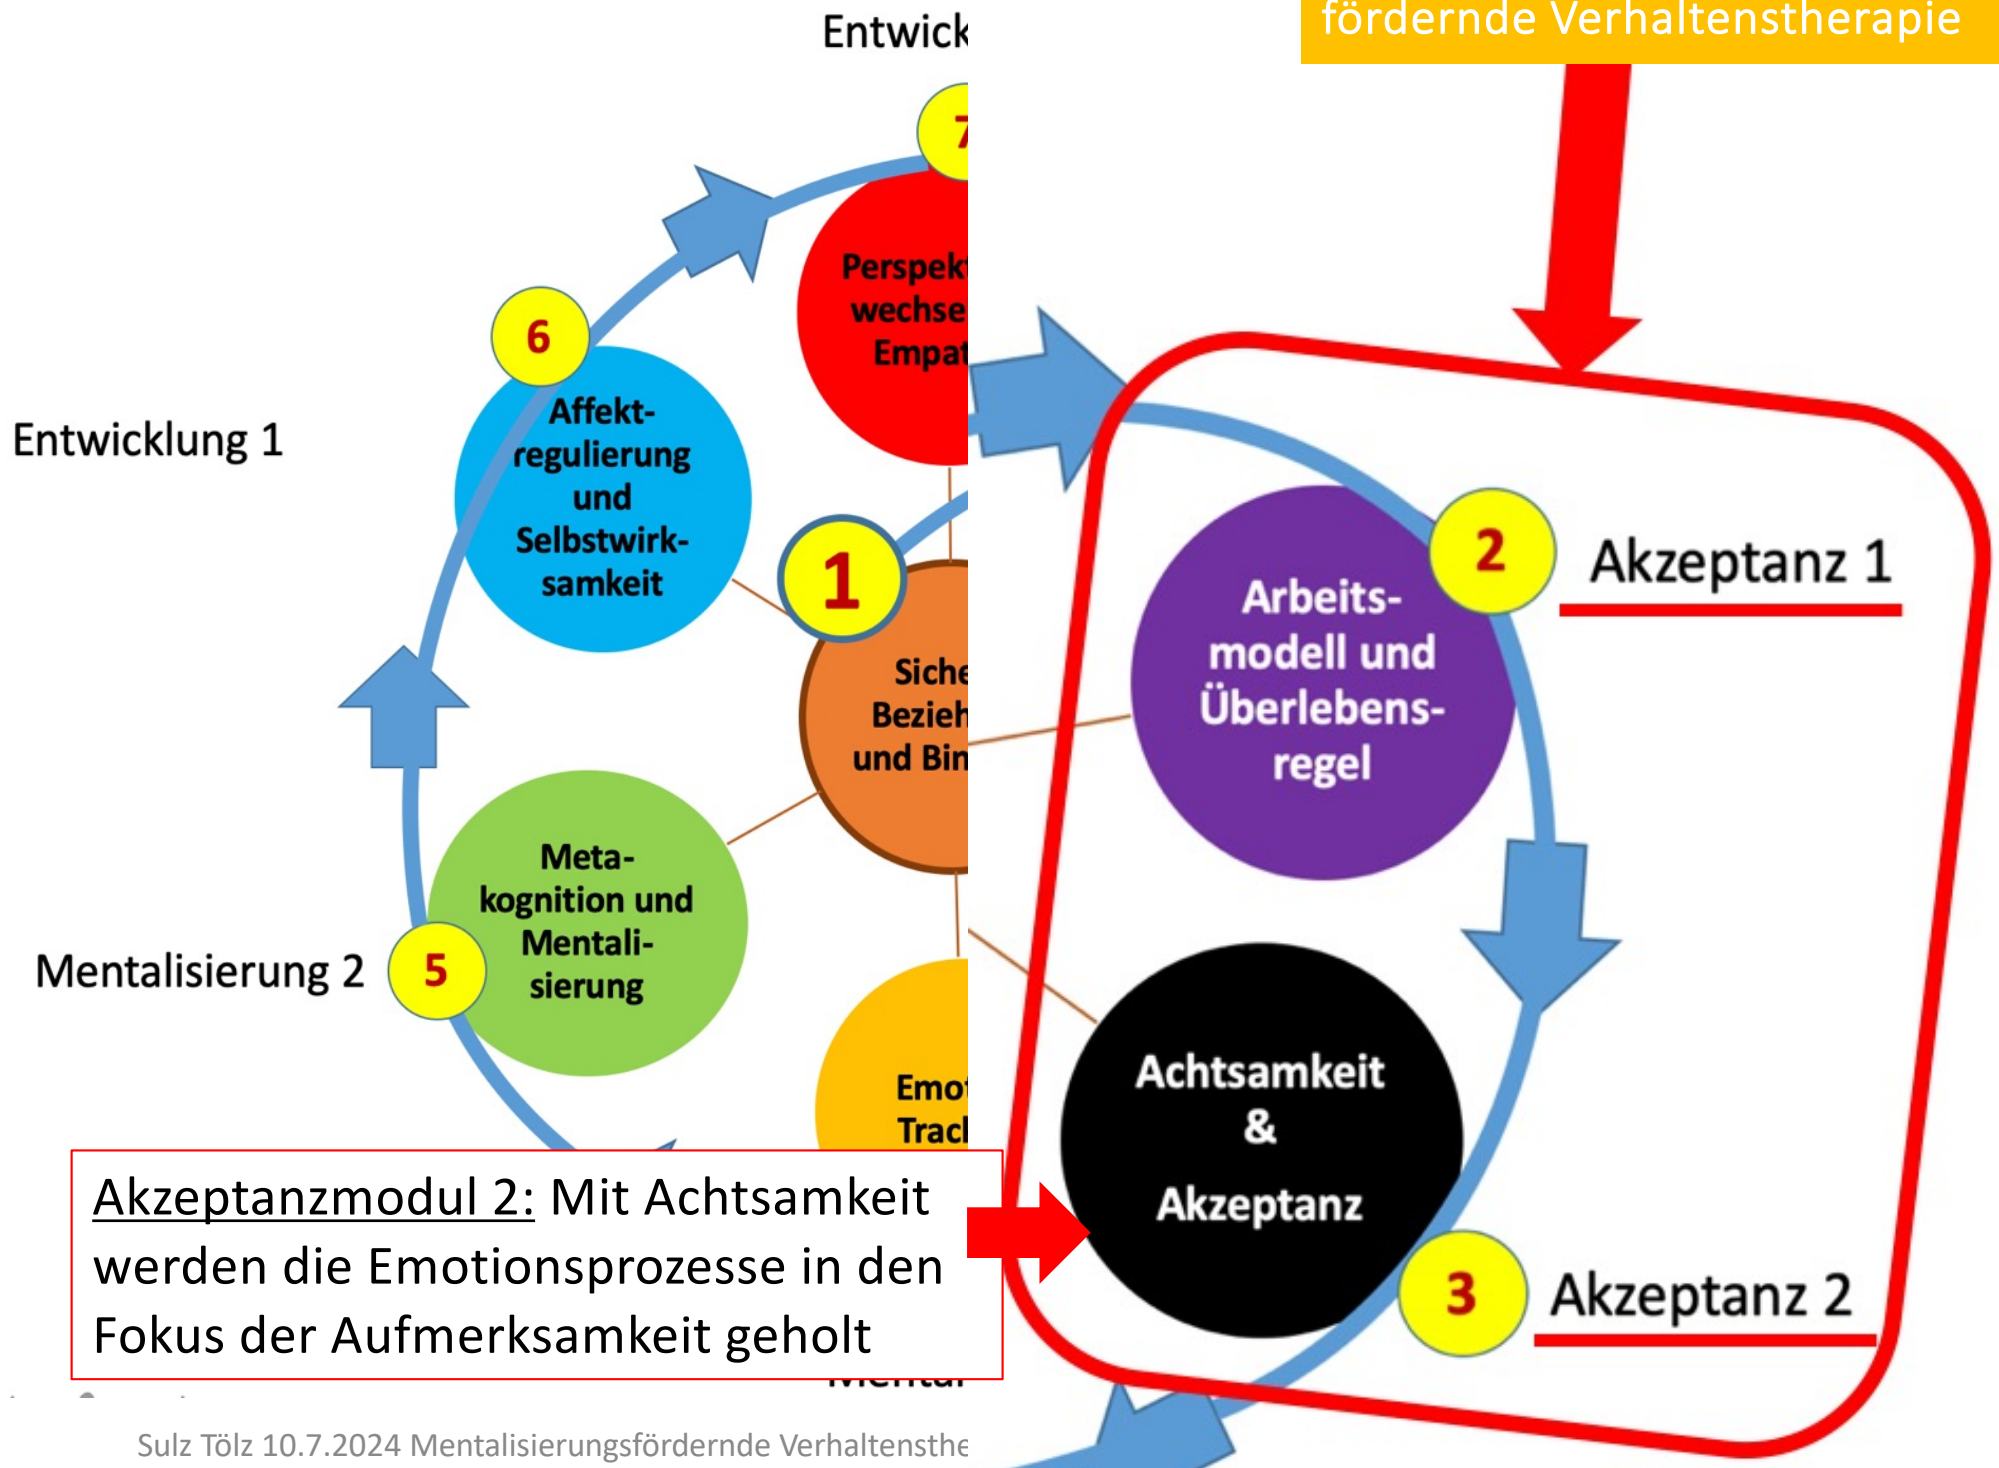 Entwick
fördernde Verhaltenstherapie
7
Perspekt
wechse
Empat
6
Affekt-
regulierung
und
Selbstwirk-
samkeit
Entwicklung 1
1
Siche
Bezieh
und Bin
2
Akzeptanz 1
Arbeits-
modell und
Überlebens-
regel
Meta-
kognition und
Mentali-
sierung
Mentalisierung 2
5
Emot
Track
Achtsamkeit
&
Akzeptanz
3
Akzeptanz 2
Akzeptanzmodul 2: Mit Achtsamkeit
werden die Emotionsprozesse in den
Fokus der Aufmerksamkeit geholt
Sulz Tölz 10.7.2024 Mentalisierungsfördernde Verhaltensthe